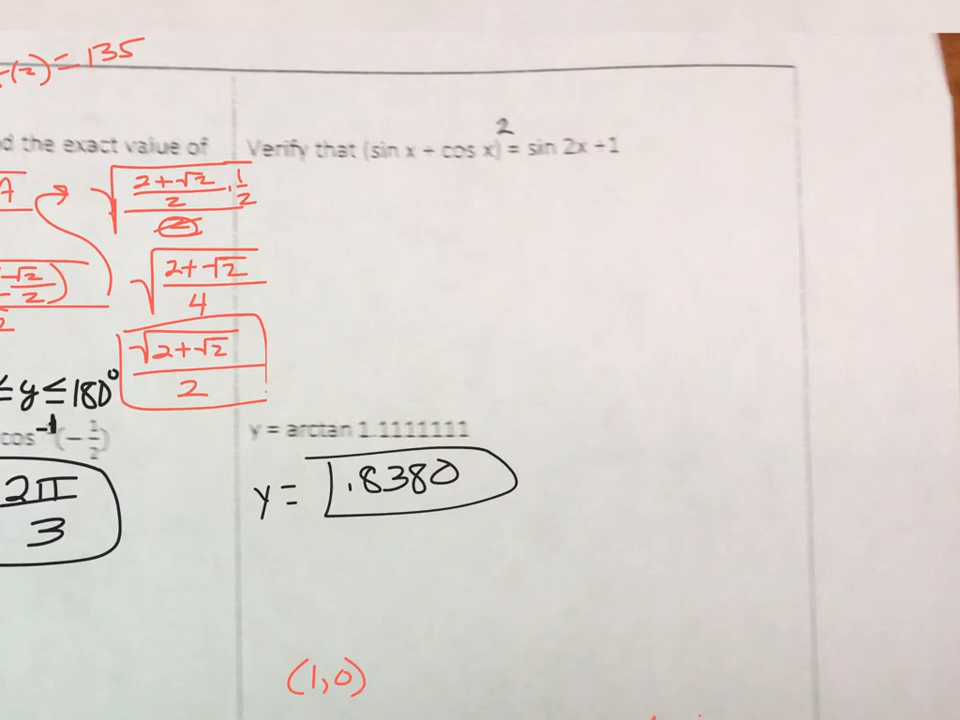 -(2) = 135
d the exact value of
√((2+√2)/2 · 1/2)
√((2+√2)/4)
√(2+√2)/2
≤ y ≤ 180°
cos⁻¹(-1/2)
2π/3
Verify that (sin x + cos x)² = sin 2x +1
y = arctan 1.1111111
y = .8380
(1,0)